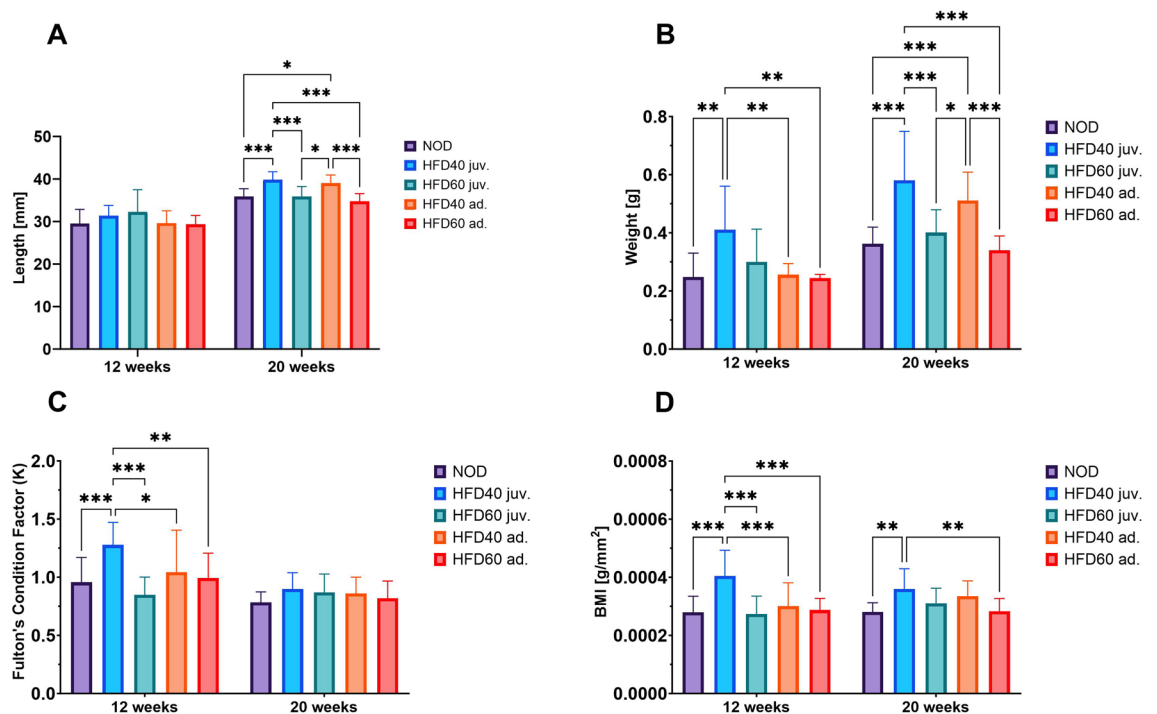 A
Length [mm]
50
40
30
20
10
0
*
***
***
*** * ***
12 weeks 20 weeks
NOD
HFD40 juv.
HFD60 juv.
HFD40 ad.
HFD60 ad.
B
Weight [g]
0.8
0.6
0.4
0.2
0.0
**
** **
***
***
***
*** * ***
12 weeks 20 weeks
NOD
HFD40 juv.
HFD60 juv.
HFD40 ad.
HFD60 ad.
C
Fulton's Condition Factor (K)
2.0
1.5
1.0
0.5
0.0
**
***
*** *
12 weeks 20 weeks
NOD
HFD40 juv.
HFD60 juv.
HFD40 ad.
HFD60 ad.
D
BMI [g/mm²]
0.0008
0.0006
0.0004
0.0002
0.0000
***
***
*** ***
** **
12 weeks 20 weeks
NOD
HFD40 juv.
HFD60 juv.
HFD40 ad.
HFD60 ad.